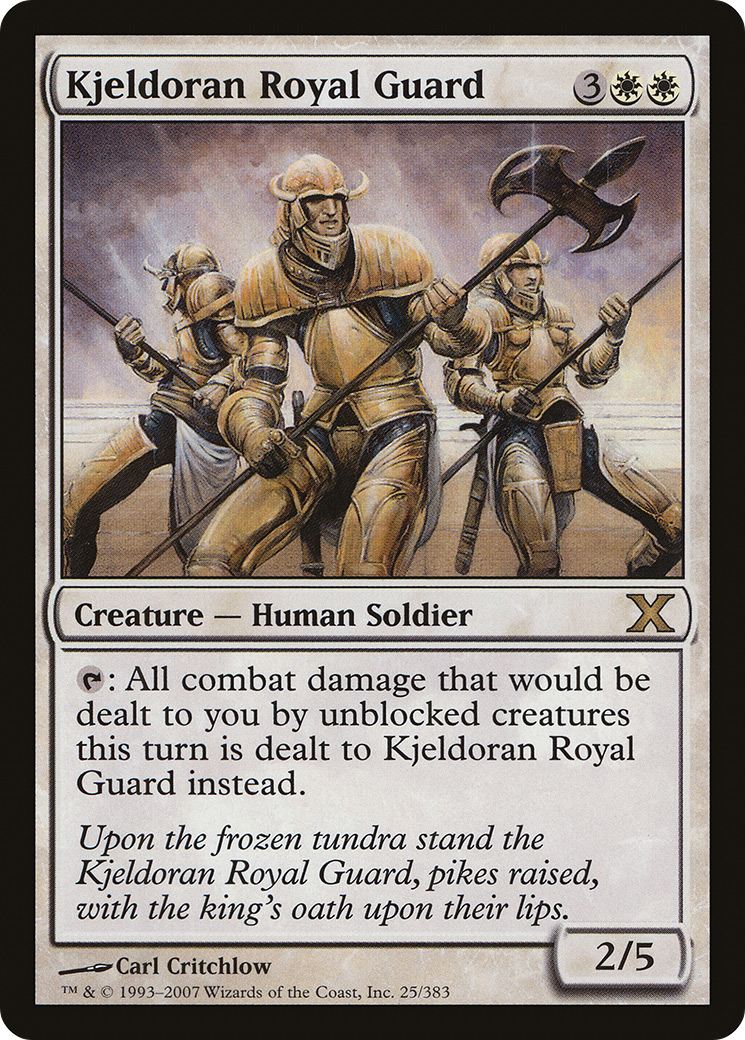 Kjeldoran Royal Guard 3
Creature — Human Soldier X
: All combat damage that would be
dealt to you by unblocked creatures
this turn is dealt to Kjeldoran Royal
Guard instead.
Upon the frozen tundra stand the
Kjeldoran Royal Guard, pikes raised,
with the king's oath upon their lips.
2/5
Carl Critchlow
™ & © 1993–2007 Wizards of the Coast, Inc. 25/383